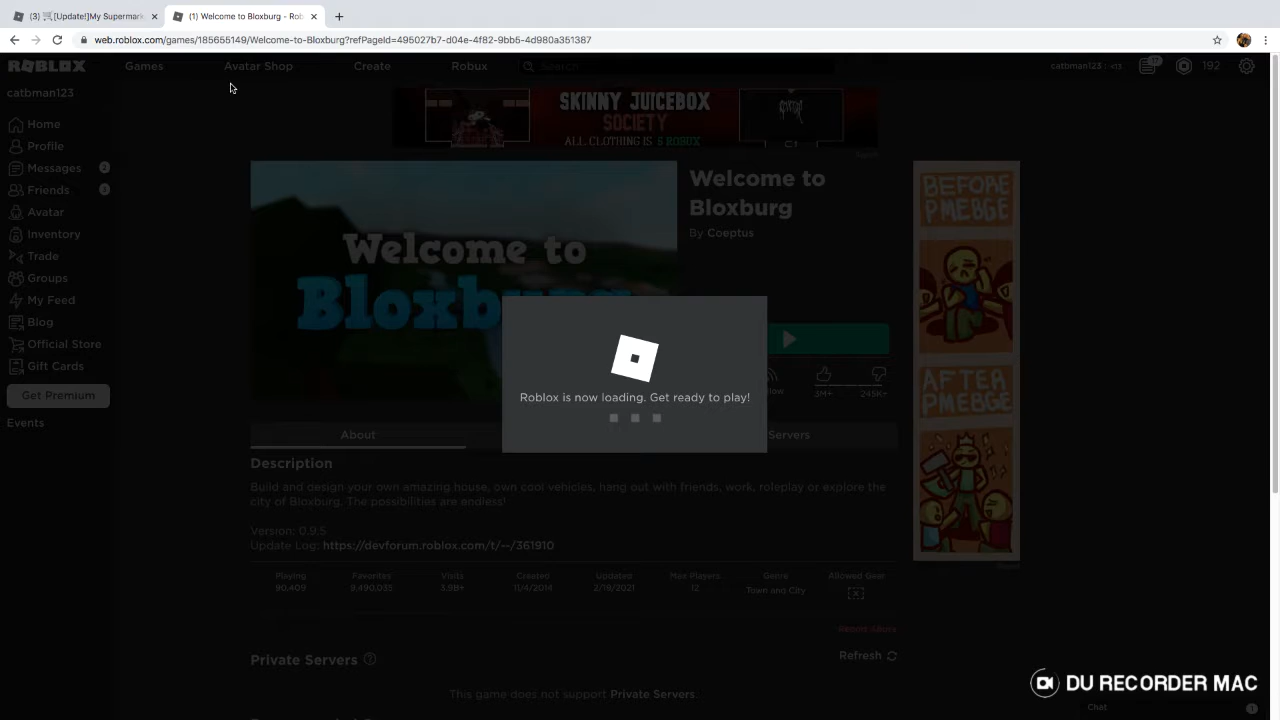 (3) 🛒[Update!]My Supermark
(1) Welcome to Bloxburg - Rob
web.roblox.com/games/185655149/Welcome-to-Bloxburg?refPageId=495027b7-d04e-4f82-9bb5-4d980a351387
ROBLOX Games Avatar Shop Create Robux Search catbman123: <13 192
catbman123
Home
Profile
Messages 2
Friends
Avatar
Inventory
Trade
Groups
My Feed
Blog
Official Store
Gift Cards
Get Premium
Events
SKINNY JUICEBOX
SOCIETY
ALL CLOTHING IS 5 ROBUX
Welcome to
Welcome to
Bloxburg
By Coeptus
3M+ 245K+
Roblox is now loading. Get ready to play!
About Servers
Description
Build and design your own amazing house, own cool vehicles, hang out with friends, work, roleplay or explore the
city of Bloxburg. The possibilities are endless!
Version: 0.9.5
Update Log: https://devforum.roblox.com/t/--/361910
Playing Favorites Visits Created Updated Max Players Genre Allowed Gear
90,409 9,490,035 3.9B+ 11/4/2014 2/19/2021 12 Town and City
Report Abuse
Private Servers
Refresh
This game does not support Private Servers.
BEFORE
PMEBGE
AFTER
PMEBGE
DU RECORDER MAC
Chat